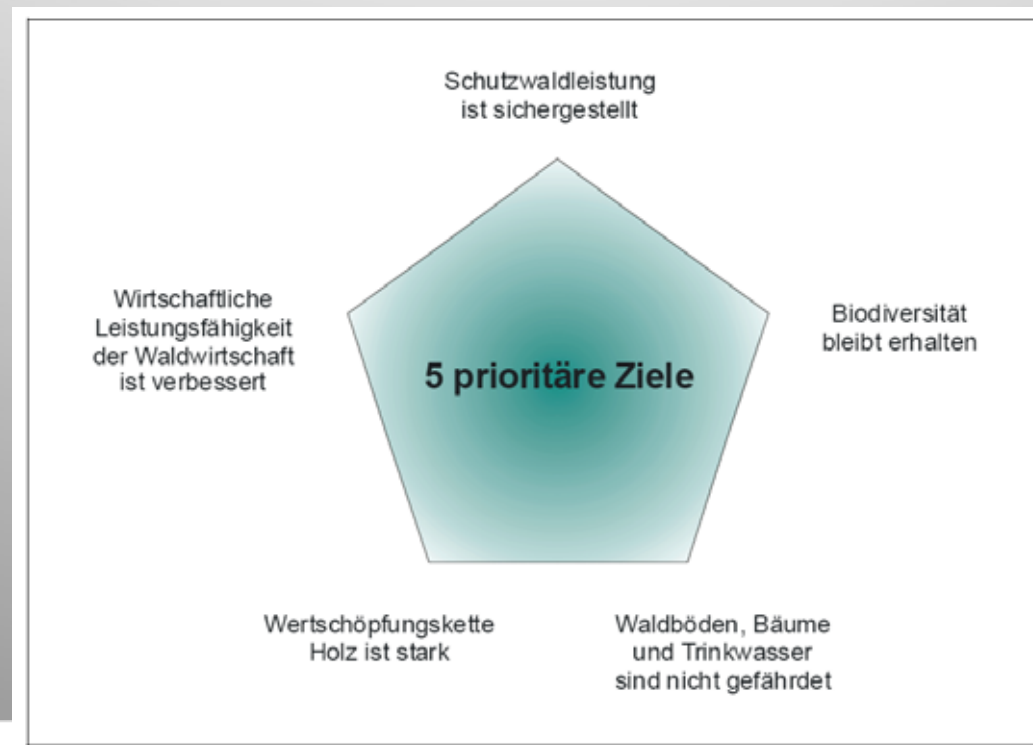 Schutzwaldleistung
ist sichergestellt
Wirtschaftliche
Leistungsfähigkeit
der Waldwirtschaft
ist verbessert
Biodiversität
bleibt erhalten
5 prioritäre Ziele
Wertschöpfungskette
Holz ist stark
Waldböden, Bäume
und Trinkwasser
sind nicht gefährdet